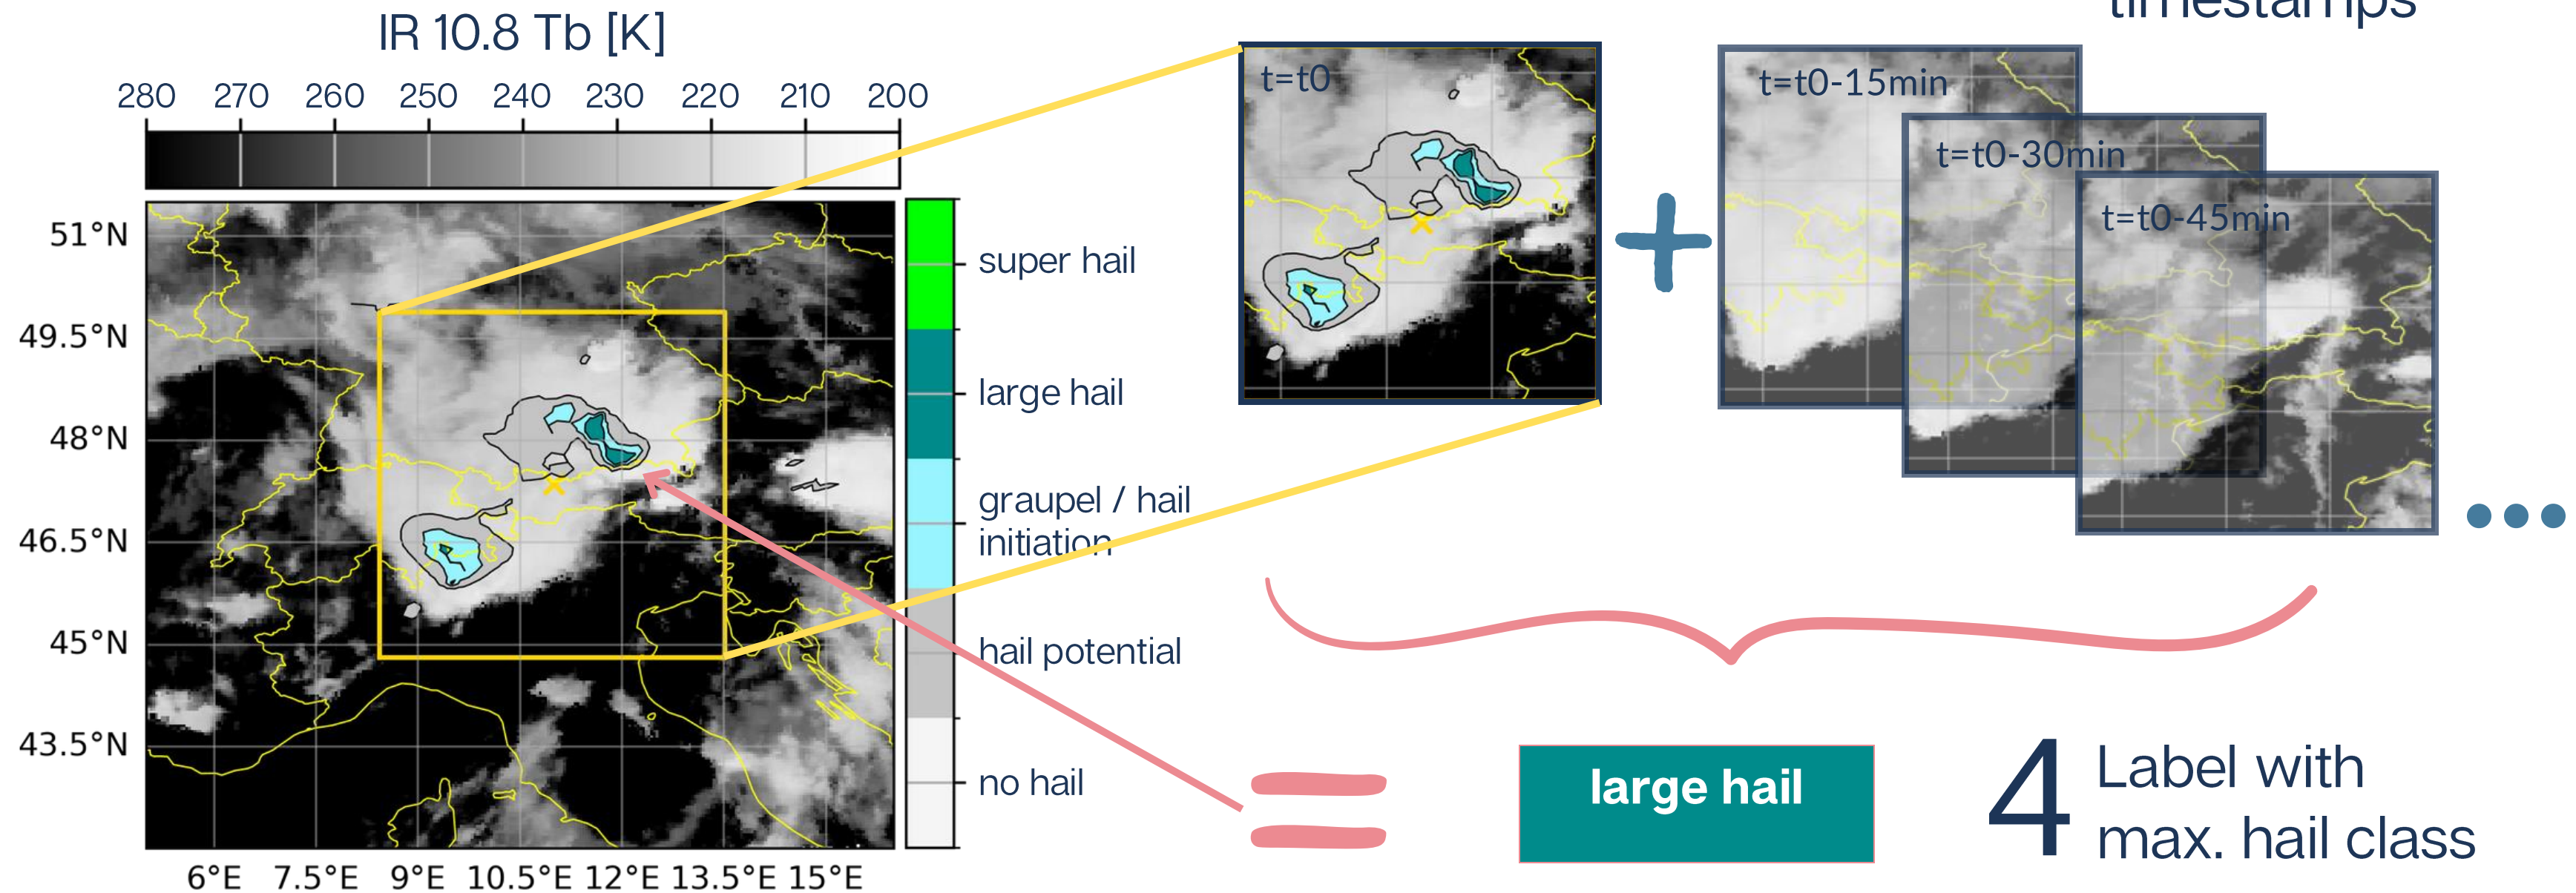 timestamps
IR 10.8 Tb [K]
280 270 260 250 240 230 220 210 200
51°N
49.5°N
48°N
46.5°N
45°N
43.5°N
6°E 7.5°E 9°E 10.5°E 12°E 13.5°E 15°E
super hail
large hail
graupel / hail
initiation
hail potential
no hail
t=t0
t=t0-15min
t=t0-30min
t=t0-45min
large hail
4 Label with
max. hail class